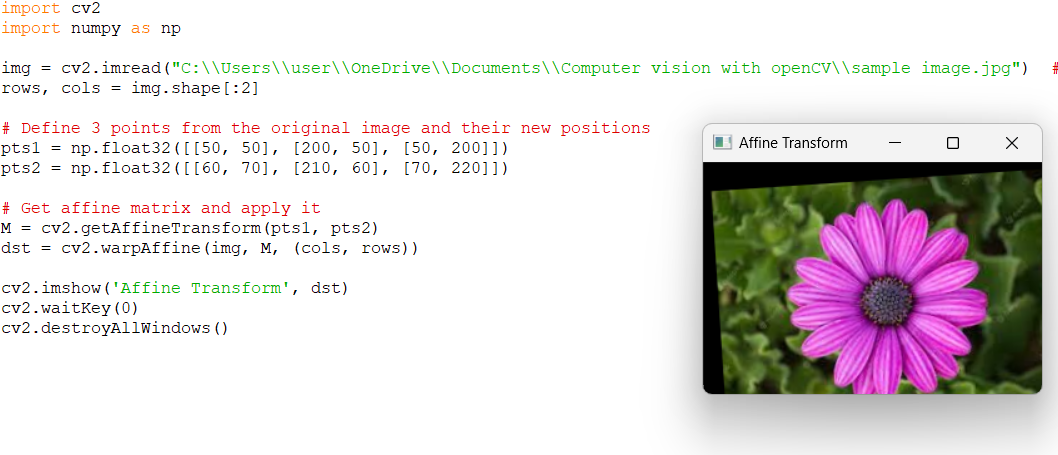 import cv2
import numpy as np
img = cv2.imread("C:\\Users\\user\\OneDrive\\Documents\\Computer vision with openCV\\sample image.jpg")  #
rows, cols = img.shape[:2]
# Define 3 points from the original image and their new positions
pts1 = np.float32([[50, 50], [200, 50], [50, 200]])
pts2 = np.float32([[60, 70], [210, 60], [70, 220]])
# Get affine matrix and apply it
M = cv2.getAffineTransform(pts1, pts2)
dst = cv2.warpAffine(img, M, (cols, rows))
cv2.imshow('Affine Transform', dst)
cv2.waitKey(0)
cv2.destroyAllWindows()
Affine Transform